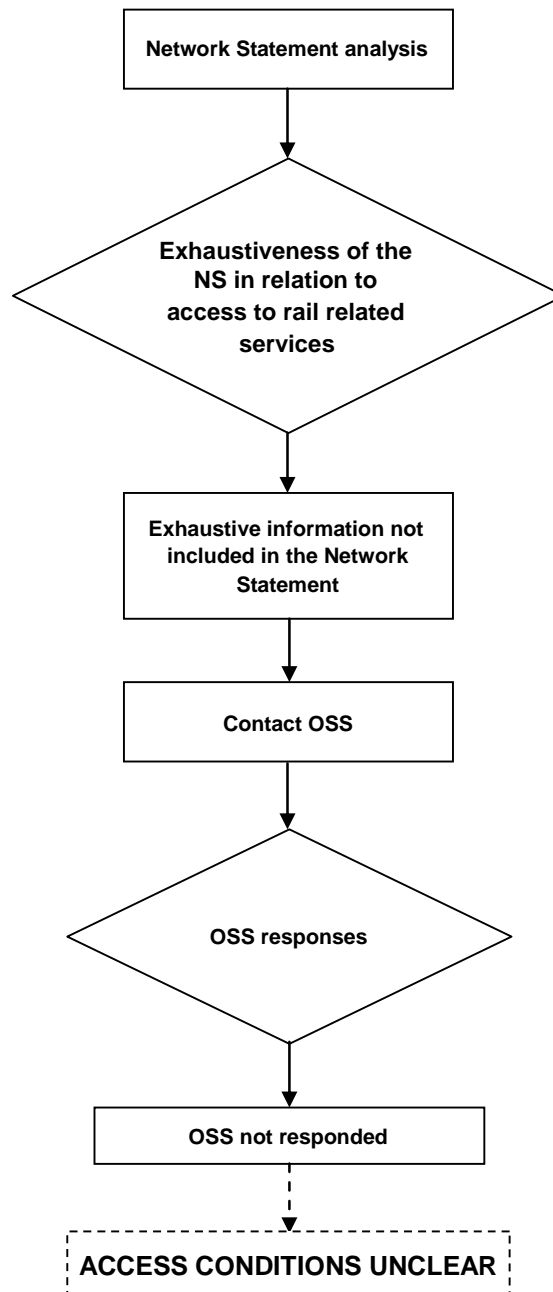 Network Statement analysis
Exhaustiveness of the
NS in relation to
access to rail related
services
Exhaustive information not
included in the Network
Statement
Contact OSS
OSS responses
OSS not responded
ACCESS CONDITIONS UNCLEAR